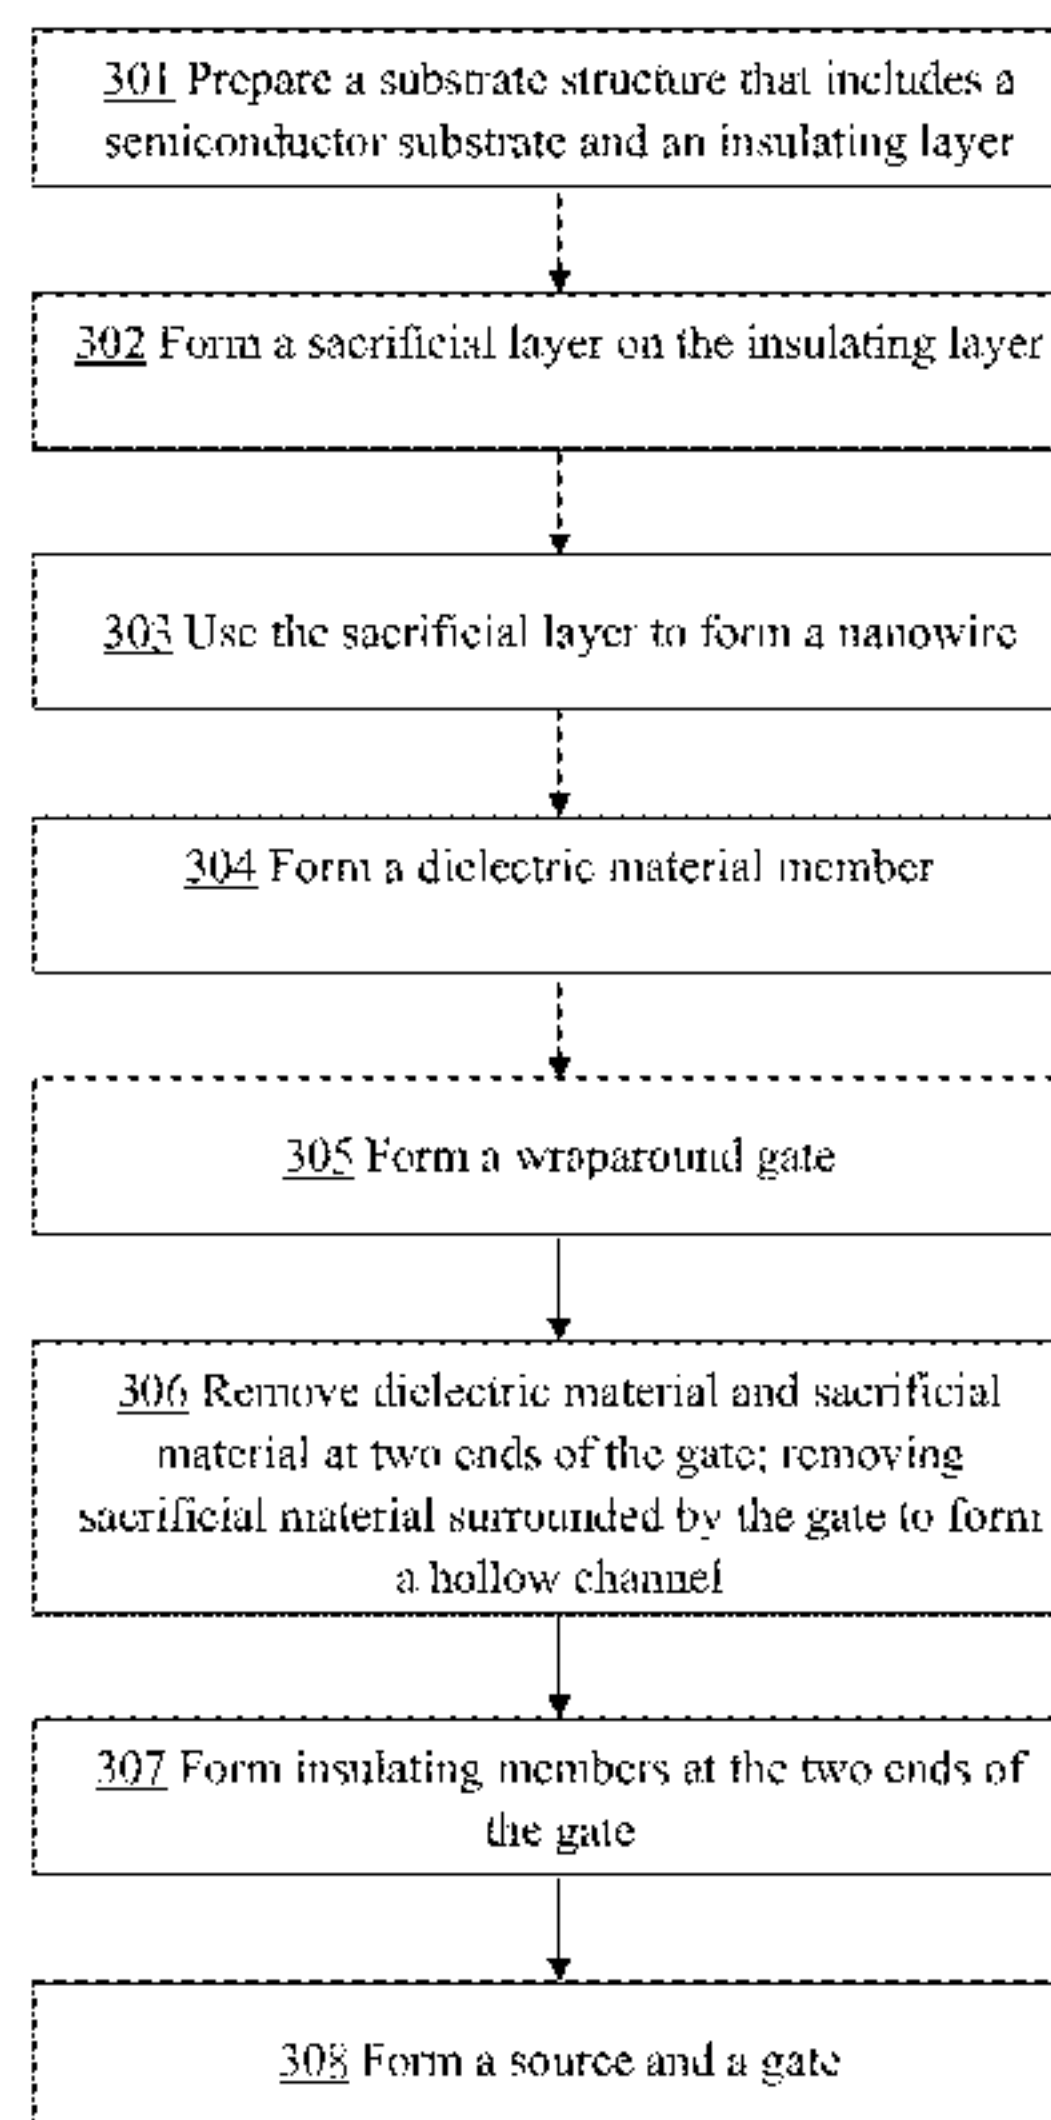 301 Prepare a substrate structure that includes a
semiconductor substrate and an insulating layer
302 Form a sacrificial layer on the insulating layer
303 Use the sacrificial layer to form a nanowire
304 Form a dielectric material member
305 Form a wraparound gate
306 Remove dielectric material and sacrificial
material at two ends of the gate; removing
sacrificial material surrounded by the gate to form
a hollow channel
307 Form insulating members at the two ends of
the gate
308 Form a source and a gate